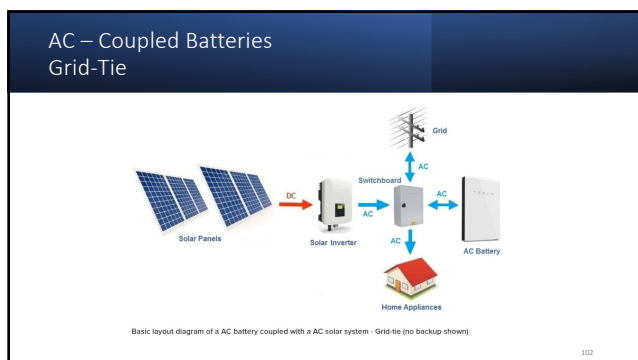 AC – Coupled Batteries
Grid-Tie
Grid
AC
Switchboard
DC
AC
AC
AC
Solar Panels
Solar Inverter
AC Battery
Home Appliances
Basic layout diagram of a AC battery coupled with a AC solar system - Grid-tie (no backup shown)
102